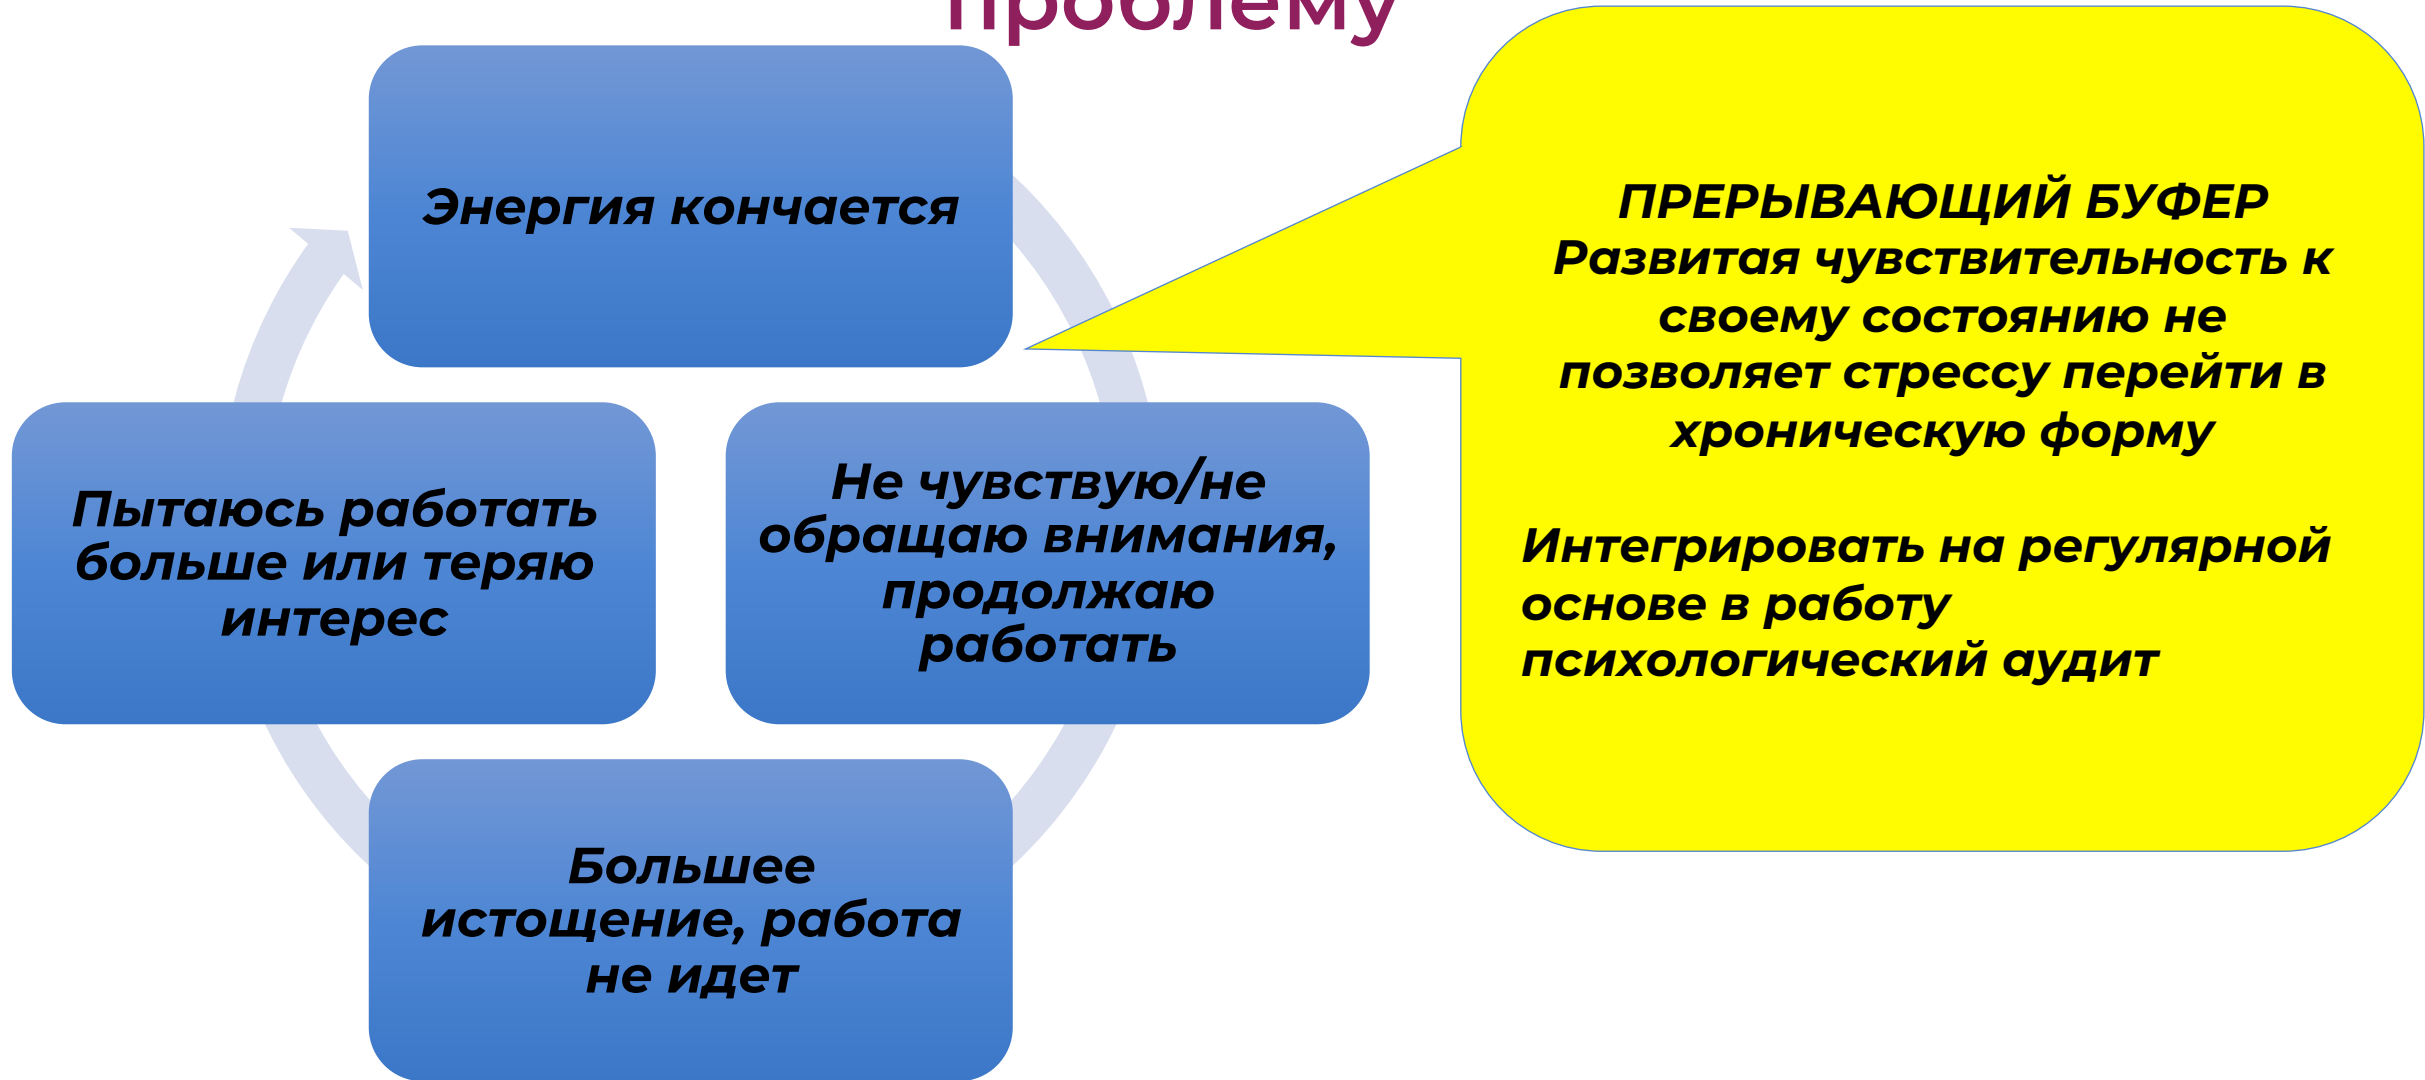 проблему
Энергия кончается
Не чувствую/не
обращаю внимания,
продолжаю
работать
Большее
истощение, работа
не идет
Пытаюсь работать
больше или теряю
интерес
ПРЕРЫВАЮЩИЙ БУФЕР
Развитая чувствительность к
своему состоянию не
позволяет стрессу перейти в
хроническую форму
Интегрировать на регулярной
основе в работу
психологический аудит